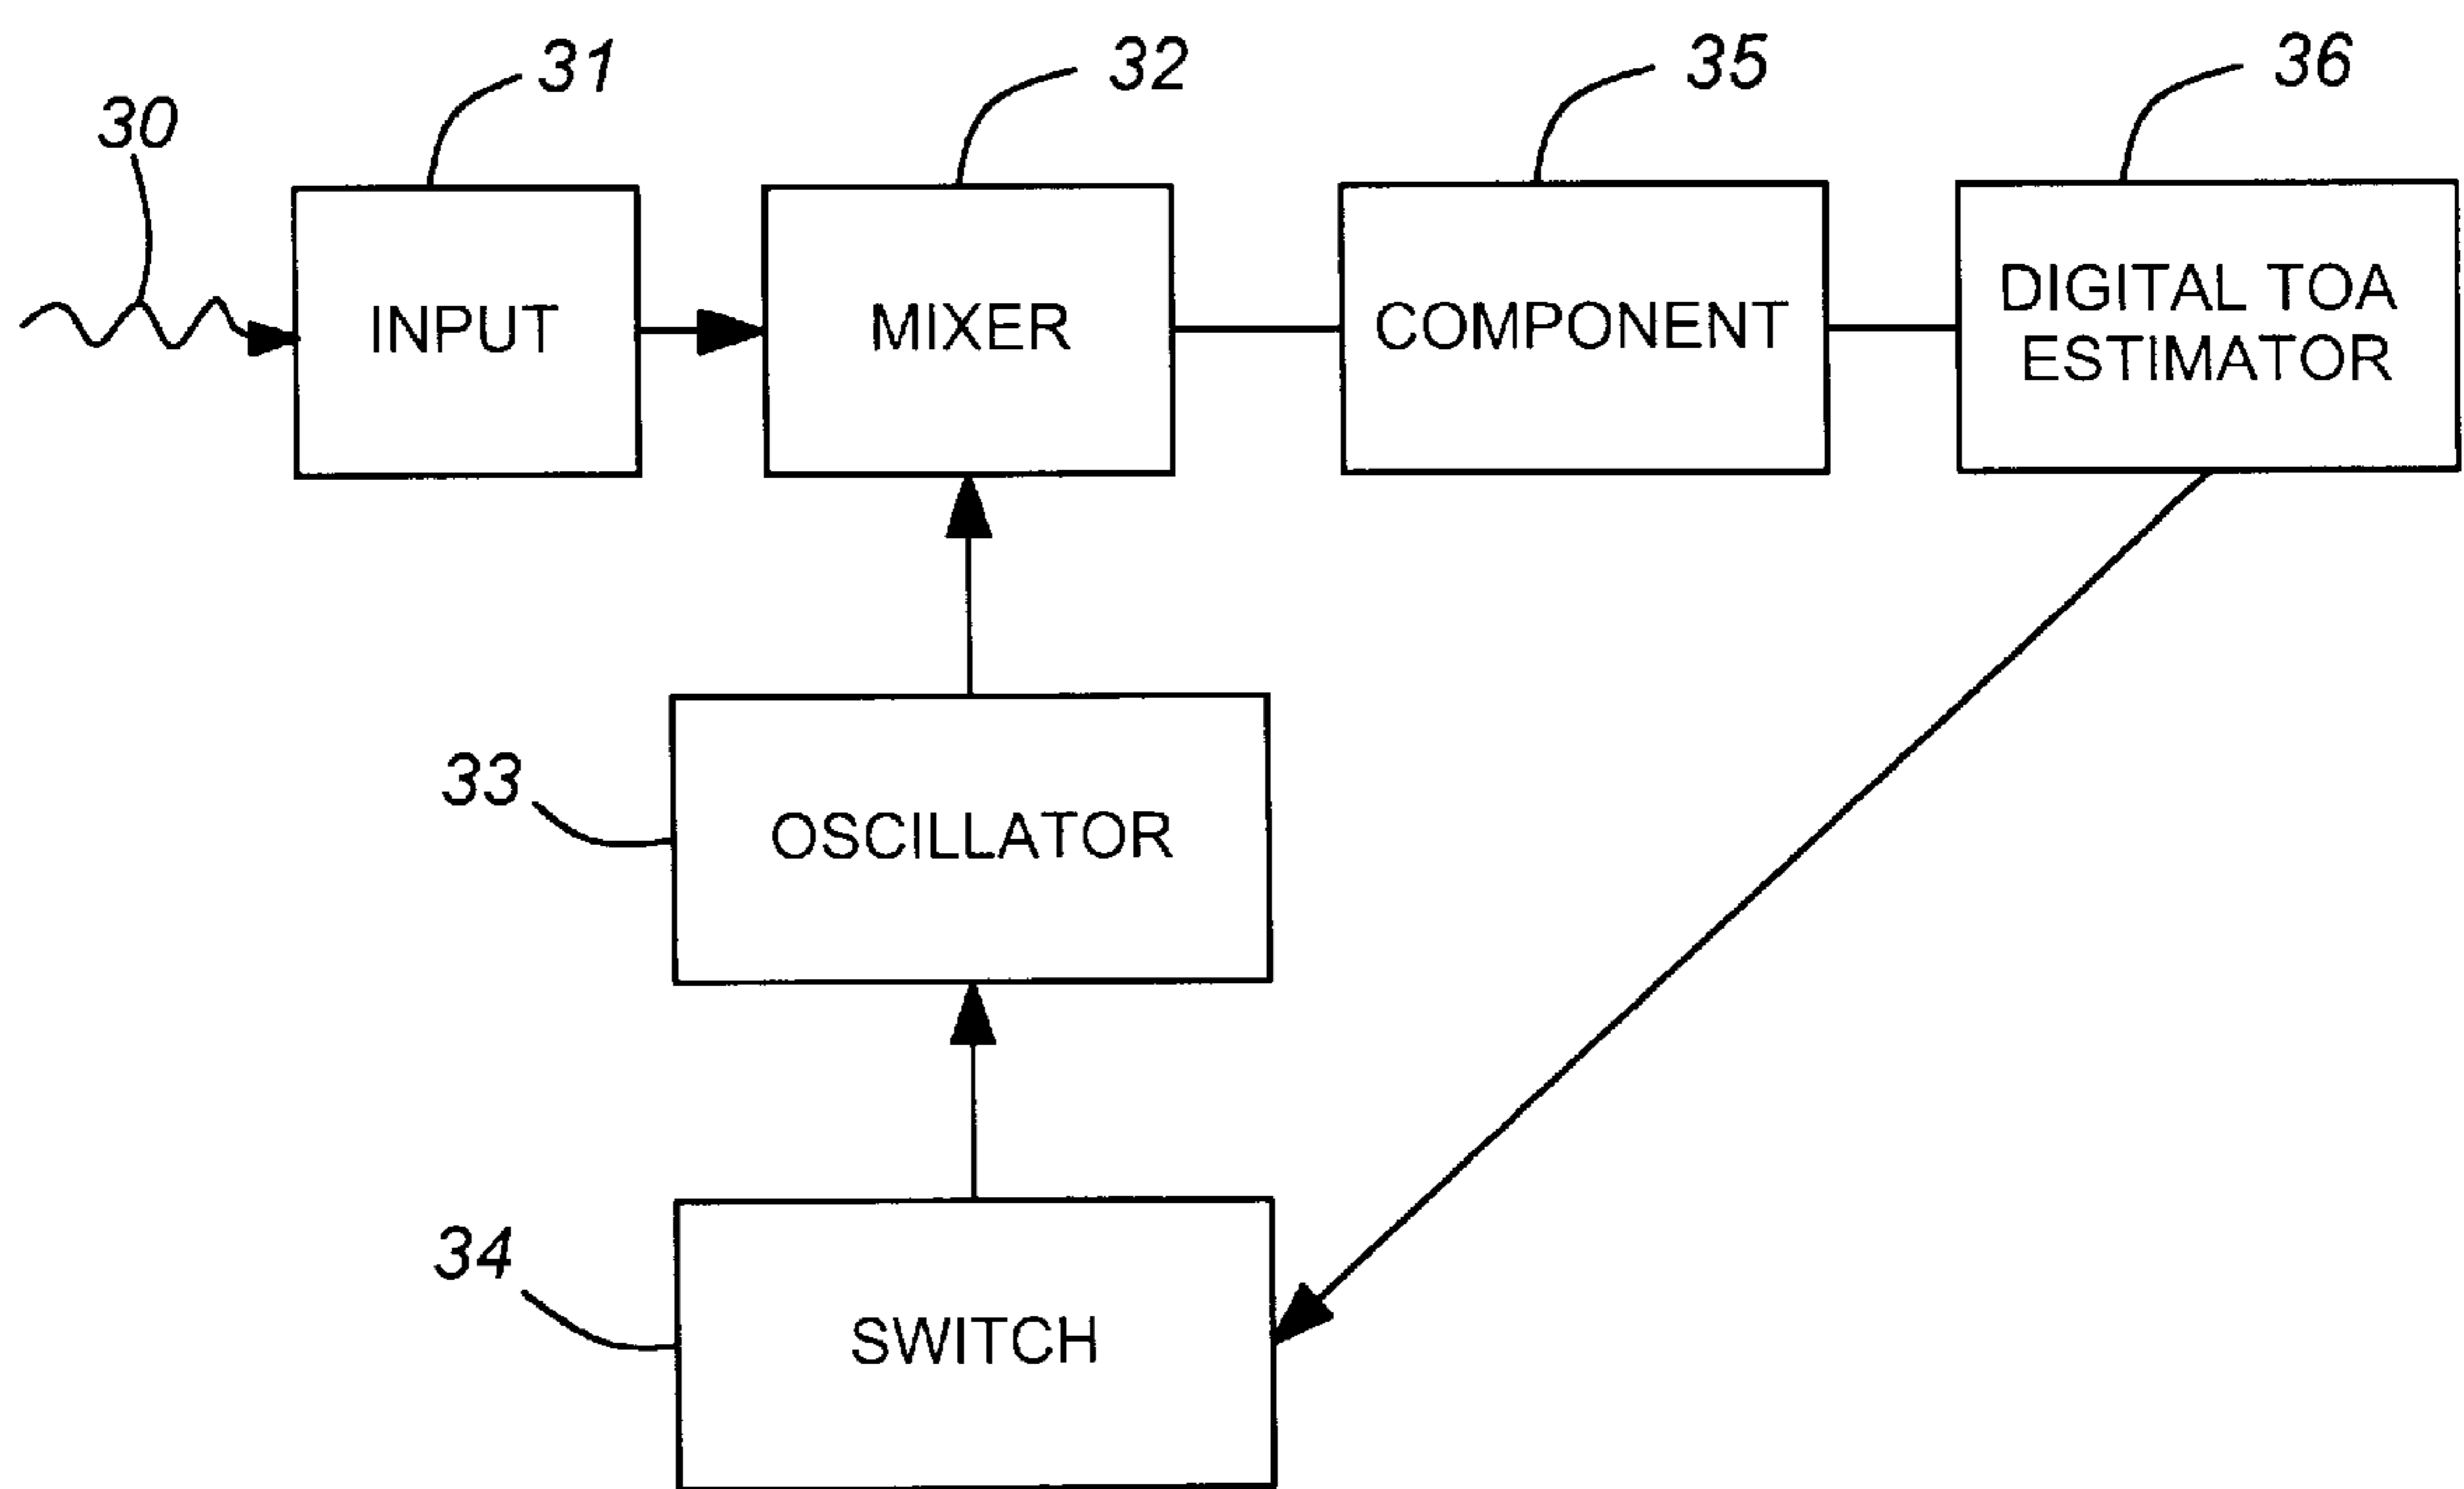 31
32
35
36
30
INPUT
MIXER
COMPONENT
DIGITAL TOA
ESTIMATOR
33
OSCILLATOR
34
SWITCH